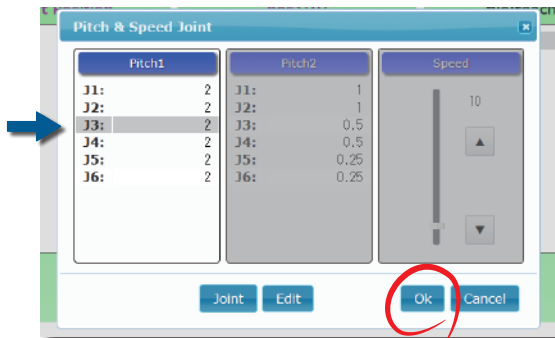 Pitch & Speed Joint
Pitch1
J1: 2
J2: 2
J3: 2
J4: 2
J5: 2
J6: 2
Pitch2
J1: 1
J2: 1
J3: 0.5
J4: 0.5
J5: 0.25
J6: 0.25
Speed
10
Joint Edit Ok Cancel